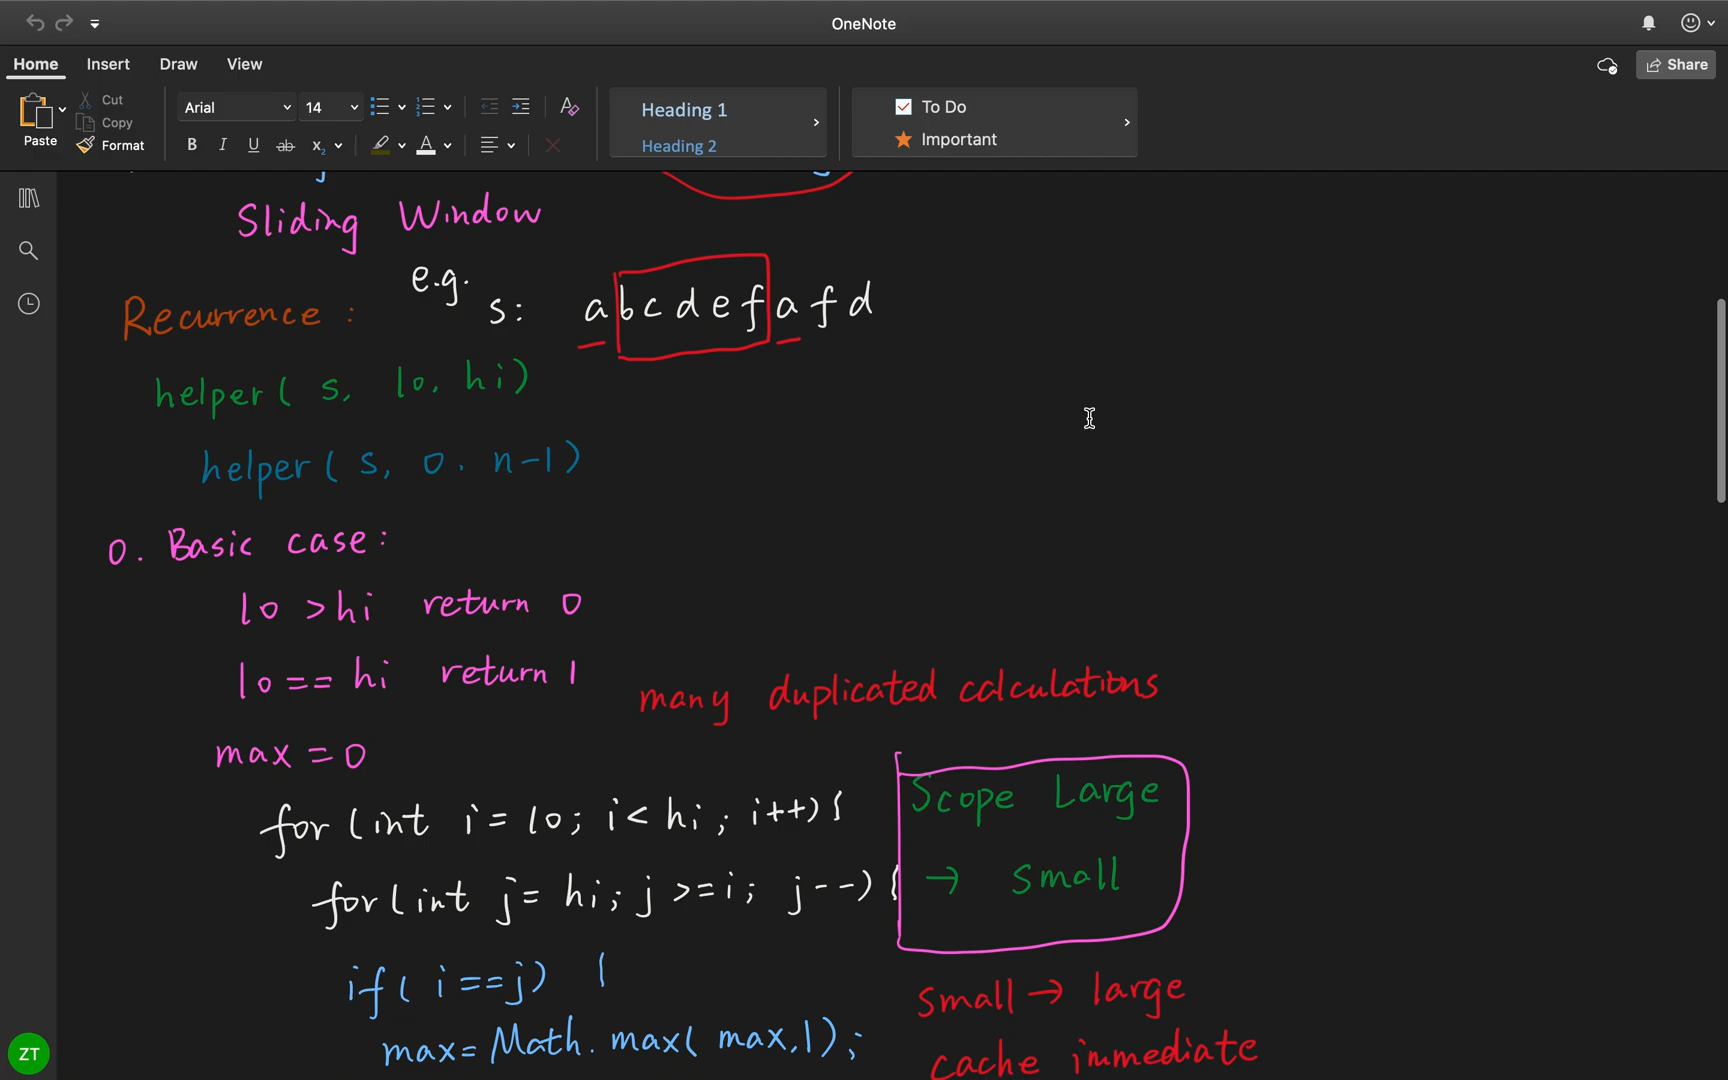 OneNote
Home Insert Draw View
Share
Paste
Cut
Copy
Format
Arial 14
B I U ab x₂ A
Heading 1
Heading 2
To Do
Important
Sliding Window
e.g.
s: a b c d e f a f d
Recurrence :
helper( s, lo, hi)
helper( s, 0. n-1)
0. Basic case:
lo >hi return 0
lo == hi return 1
many duplicated calculations
max = 0
for (int i = lo; i < hi ; i++) {
for (int j = hi; j >= i; j--) {
Scope Large
→ small
if( i ==j) {
max= Math. max( max,1);
small → large
cache immediate
ZT